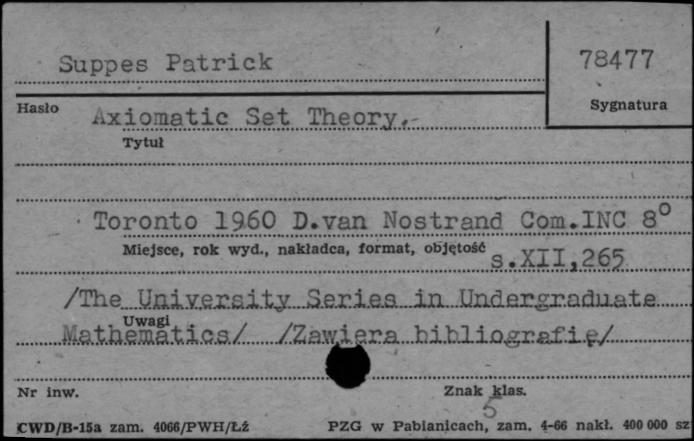 Suppes Patrick
78477
Hasło
Sygnatura
Axiomatic Set Theory.-
Tytuł
Toronto 1960 D.van Nostrand Com.INC 8°
Miejsce, rok wyd., nakładca, format, objętość
s.XII,265
/The University Series in Undergraduate
Uwagi
Mathematics/ /Zawiera bibliografię/
Nr inw.
Znak klas.
5
CWD/B-15a zam. 4066/PWH/Łż
PZG w Pabianicach, zam. 4-66 nakł. 400 000 sz